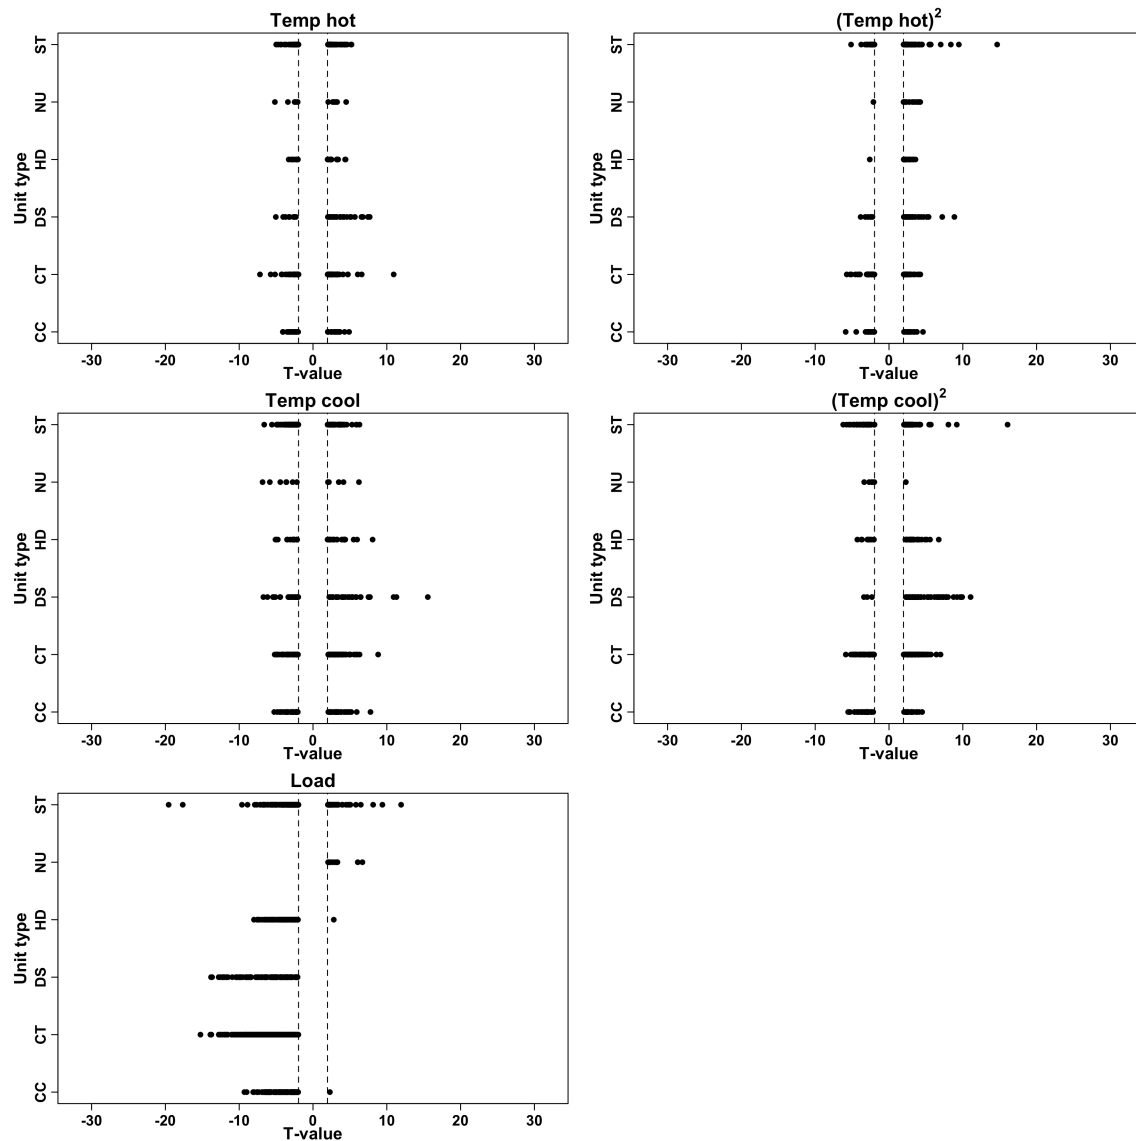 Temp hot
Unit type
ST
NU
HD
DS
CT
CC
-30 -20 -10 0 10 20 30
T-value
(Temp hot)²
Unit type
ST
NU
HD
DS
CT
CC
-30 -20 -10 0 10 20 30
T-value
Temp cool
Unit type
ST
NU
HD
DS
CT
CC
-30 -20 -10 0 10 20 30
T-value
(Temp cool)²
Unit type
ST
NU
HD
DS
CT
CC
-30 -20 -10 0 10 20 30
T-value
Load
Unit type
ST
NU
HD
DS
CT
CC
-30 -20 -10 0 10 20 30
T-value